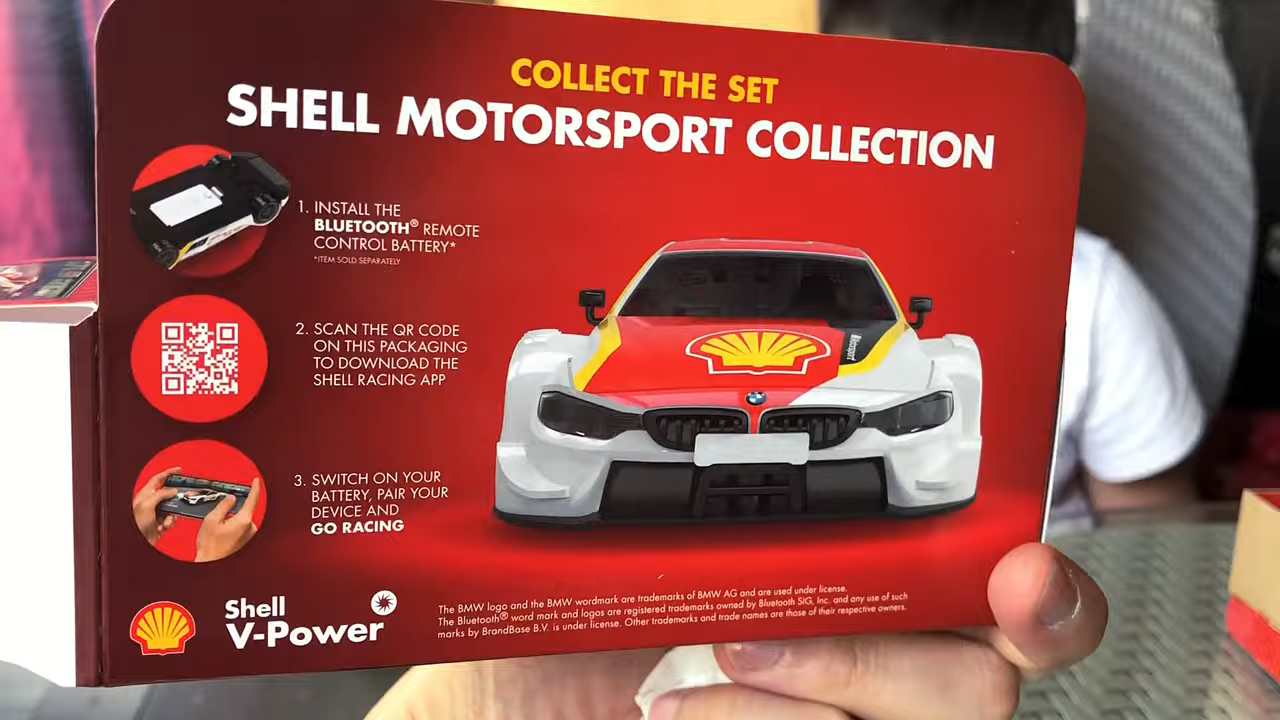 COLLECT THE SET
SHELL MOTORSPORT COLLECTION
1. INSTALL THE
BLUETOOTH® REMOTE
CONTROL BATTERY*
*ITEM SOLD SEPARATELY
2. SCAN THE QR CODE
ON THIS PACKAGING
TO DOWNLOAD THE
SHELL RACING APP
3. SWITCH ON YOUR
BATTERY, PAIR YOUR
DEVICE AND
GO RACING
Motorsport
Shell
V-Power
The BMW logo and the BMW wordmark are trademarks of BMW AG and are used under license.
The Bluetooth® word mark and logos are registered trademarks owned by Bluetooth SIG, Inc. and any use of such
marks by BrandBase B.V. is under license. Other trademarks and trade names are those of their respective owners.